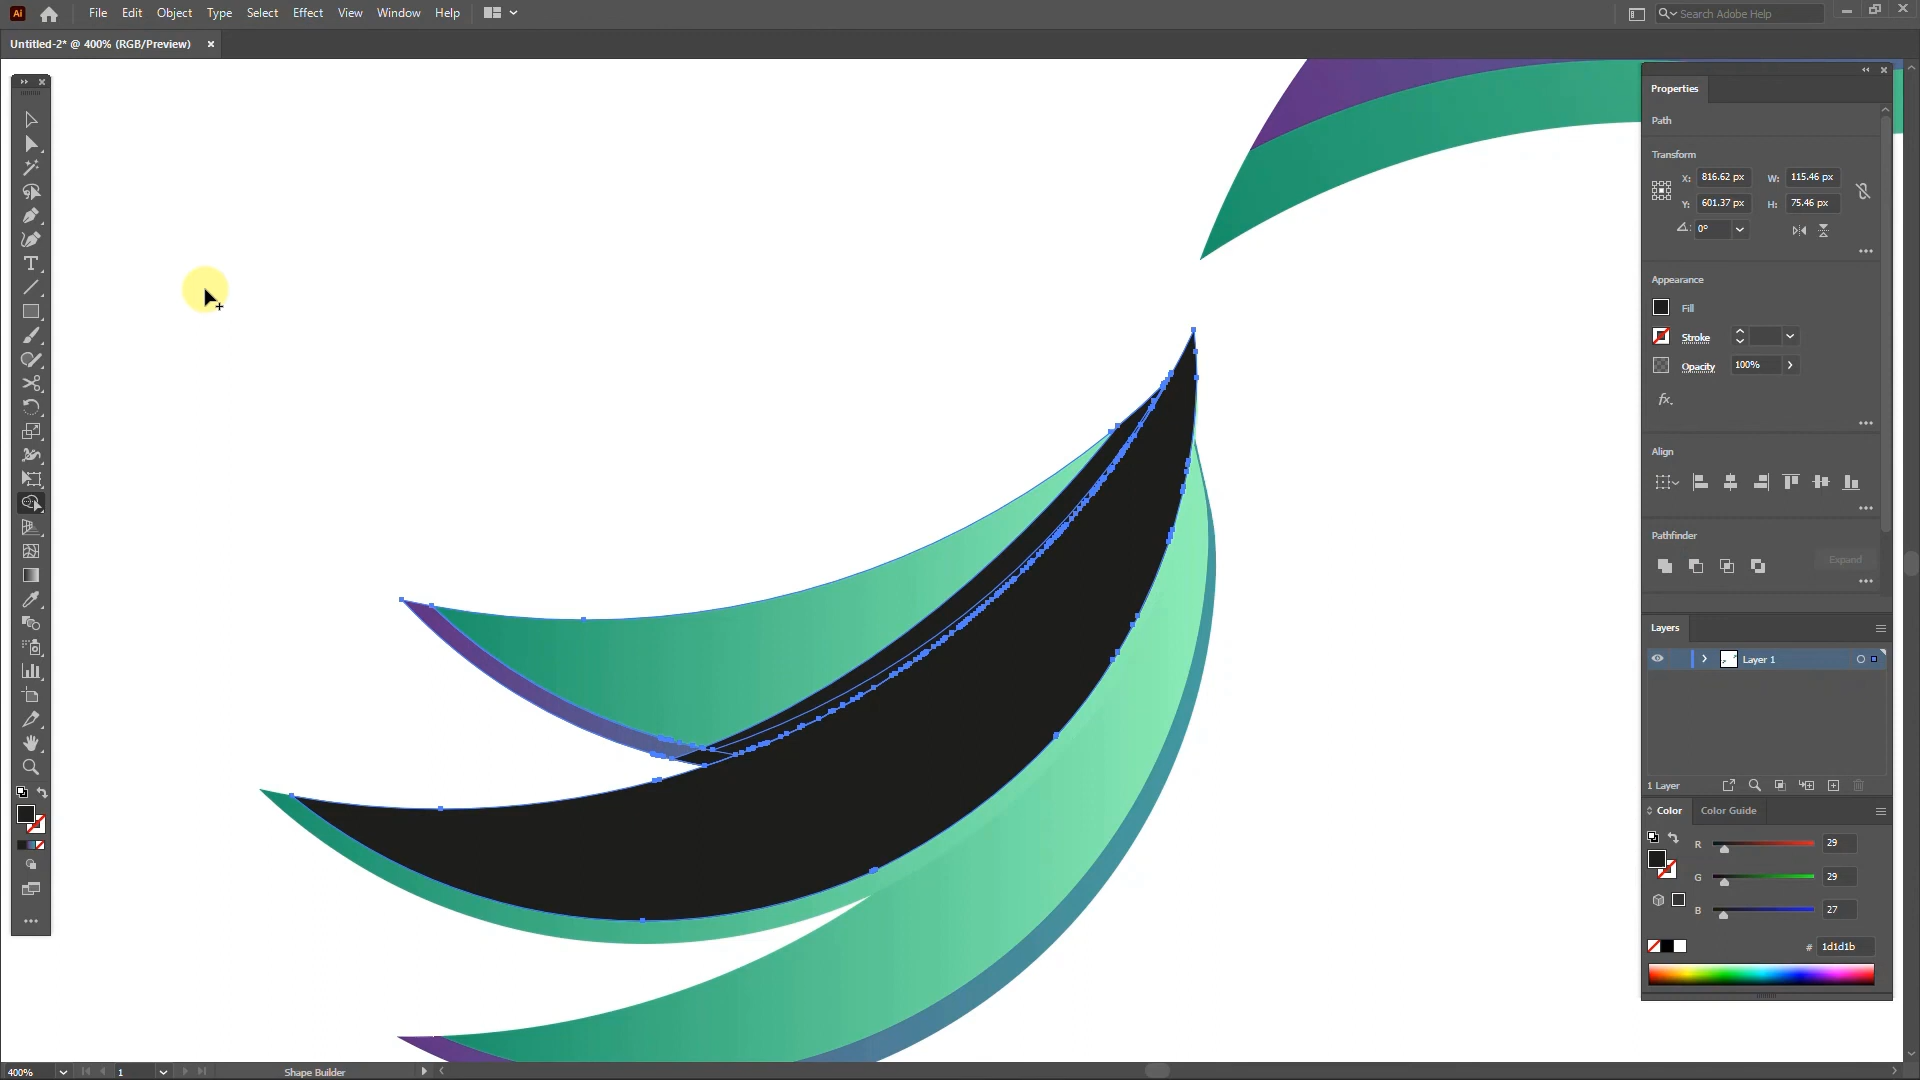 Ai File Edit Object Type Select Effect View Window Help Search Adobe Help
Untitled-2* @ 400% (RGB/Preview)
Properties
Path
Transform
X: 816.62 px W: 115.46 px
Y: 601.37 px H: 75.46 px
0°
Appearance
Fill
Stroke
Opacity 100%
fx.
Align
Pathfinder
Expand
Layers
Layer 1
1 Layer
Color Color Guide
R 29
G 29
B 27
# 1d1d1b
400% 1 Shape Builder